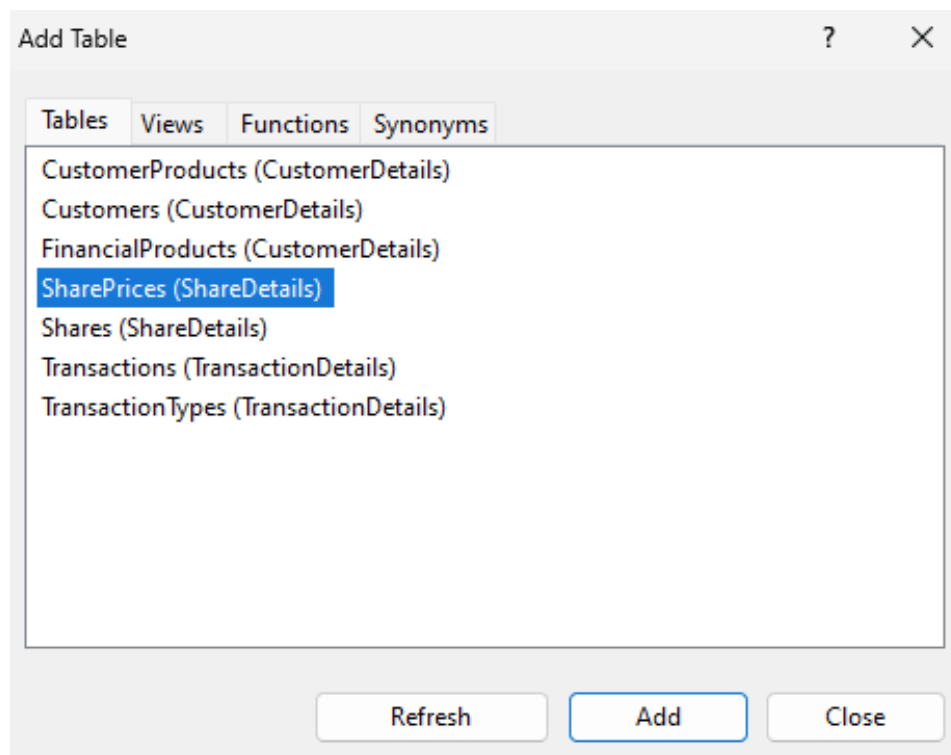 Add Table ?
Tables Views Functions Synonyms
CustomerProducts (CustomerDetails)
Customers (CustomerDetails)
FinancialProducts (CustomerDetails)
SharePrices (ShareDetails)
Shares (ShareDetails)
Transactions (TransactionDetails)
TransactionTypes (TransactionDetails)
Refresh Add Close